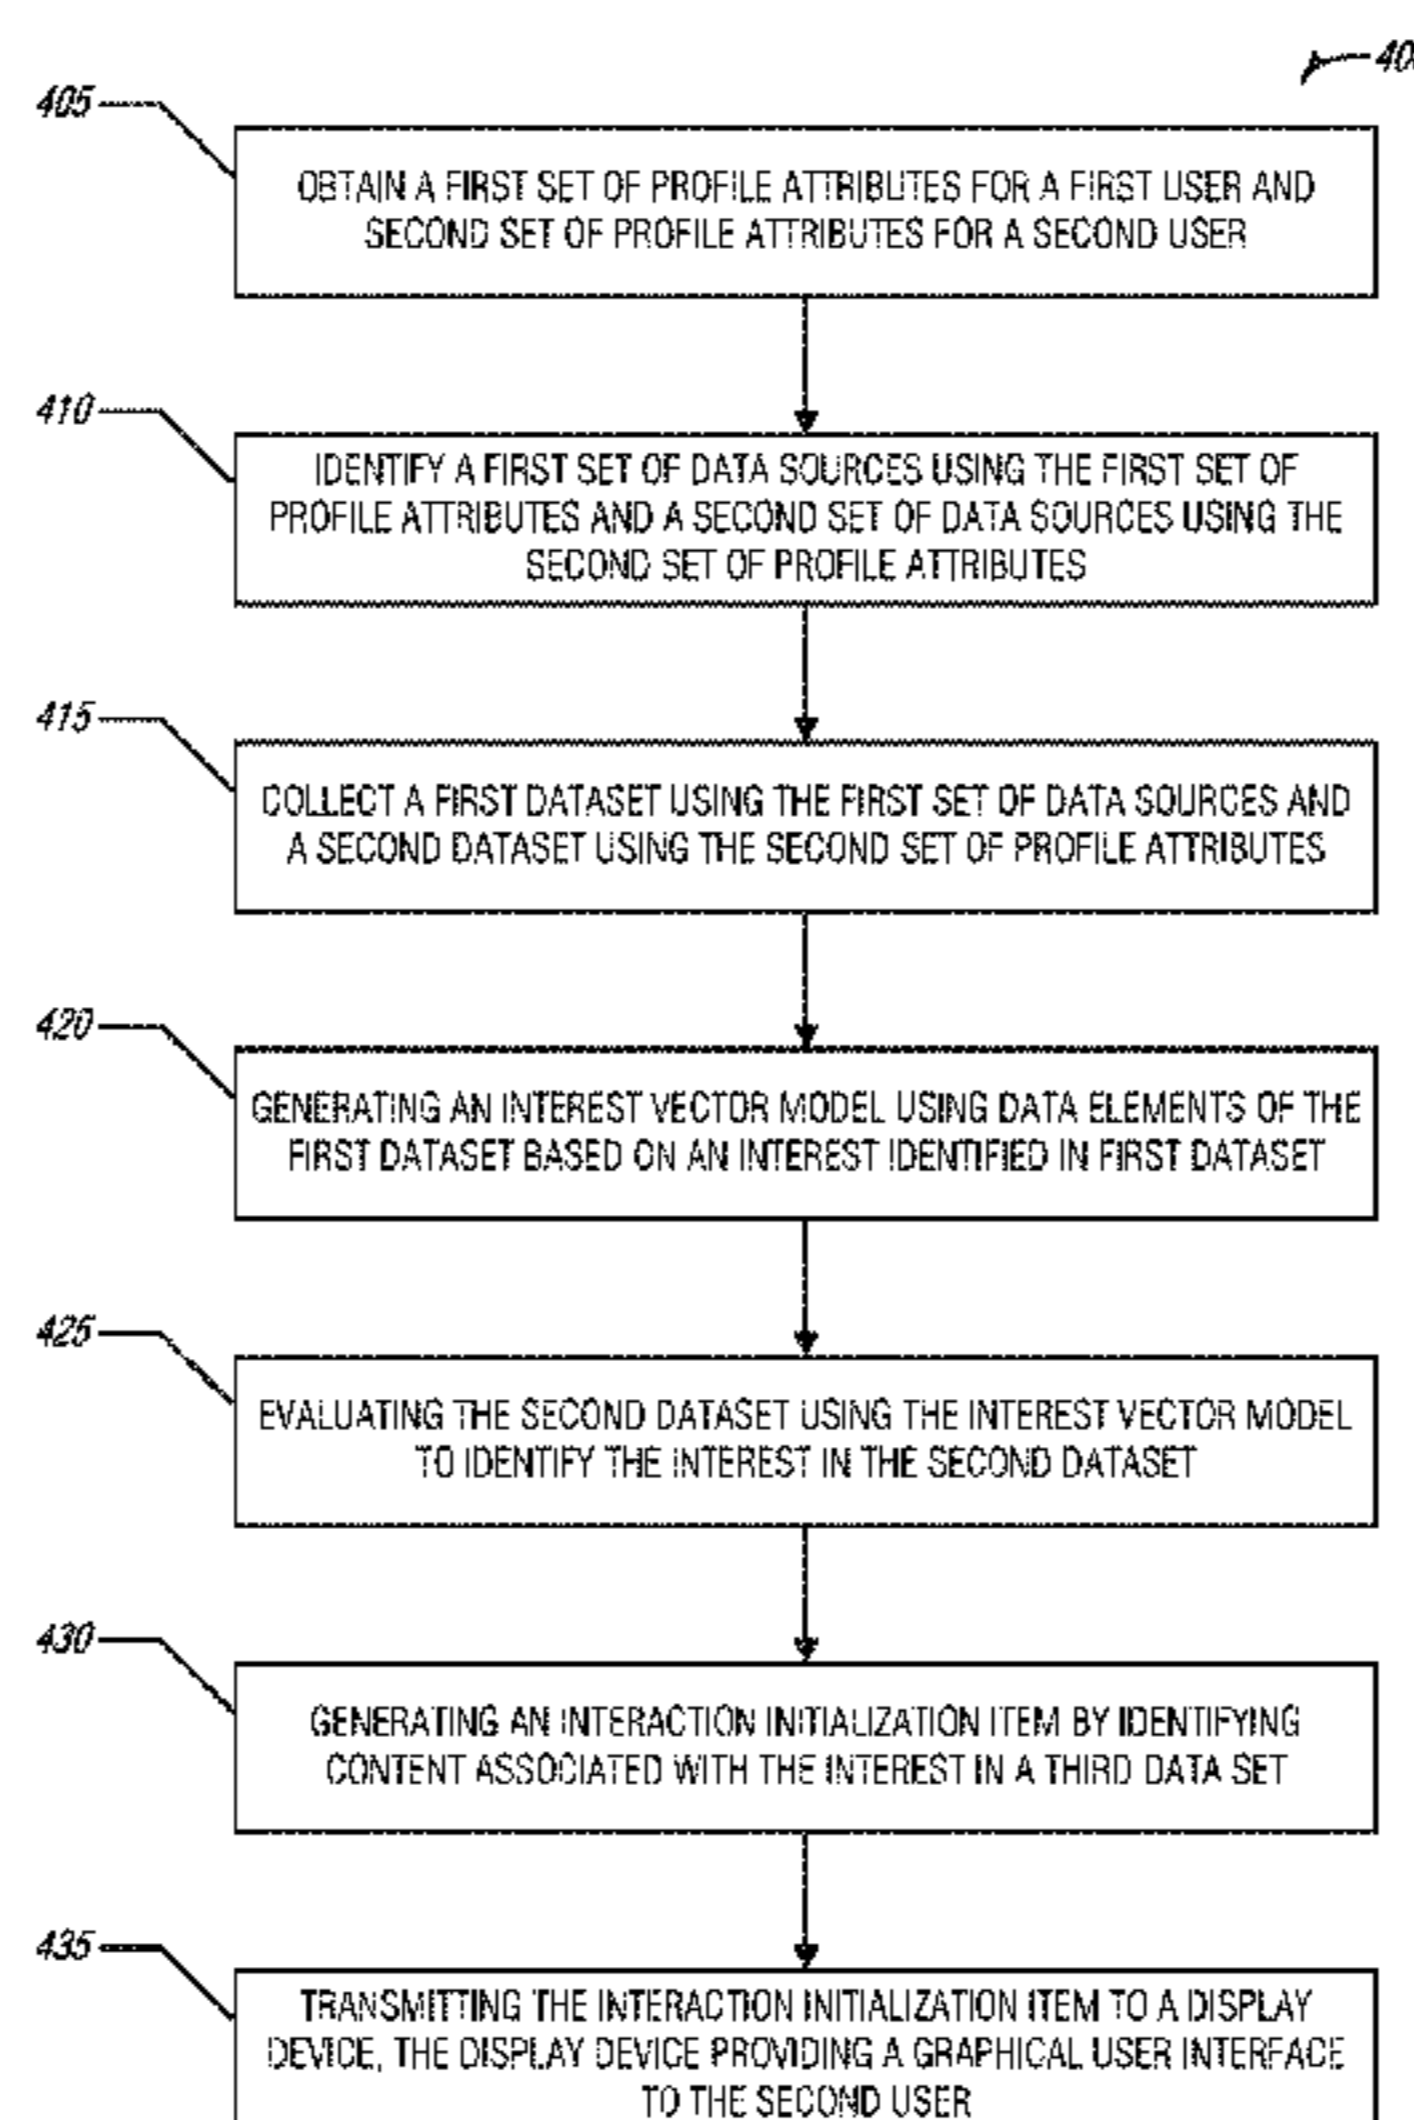 405
OBTAIN A FIRST SET OF PROFILE ATTRIBUTES FOR A FIRST USER AND
SECOND SET OF PROFILE ATTRIBUTES FOR A SECOND USER
410
IDENTIFY A FIRST SET OF DATA SOURCES USING THE FIRST SET OF
PROFILE ATTRIBUTES AND A SECOND SET OF DATA SOURCES USING THE
SECOND SET OF PROFILE ATTRIBUTES
415
COLLECT A FIRST DATASET USING THE FIRST SET OF DATA SOURCES AND
A SECOND DATASET USING THE SECOND SET OF PROFILE ATTRIBUTES
420
GENERATING AN INTEREST VECTOR MODEL USING DATA ELEMENTS OF THE
FIRST DATASET BASED ON AN INTEREST IDENTIFIED IN FIRST DATASET
425
EVALUATING THE SECOND DATASET USING THE INTEREST VECTOR MODEL
TO IDENTIFY THE INTEREST IN THE SECOND DATASET
430
GENERATING AN INTERACTION INITIALIZATION ITEM BY IDENTIFYING
CONTENT ASSOCIATED WITH THE INTEREST IN A THIRD DATA SET
435
TRANSMITTING THE INTERACTION INITIALIZATION ITEM TO A DISPLAY
DEVICE, THE DISPLAY DEVICE PROVIDING A GRAPHICAL USER INTERFACE
TO THE SECOND USER